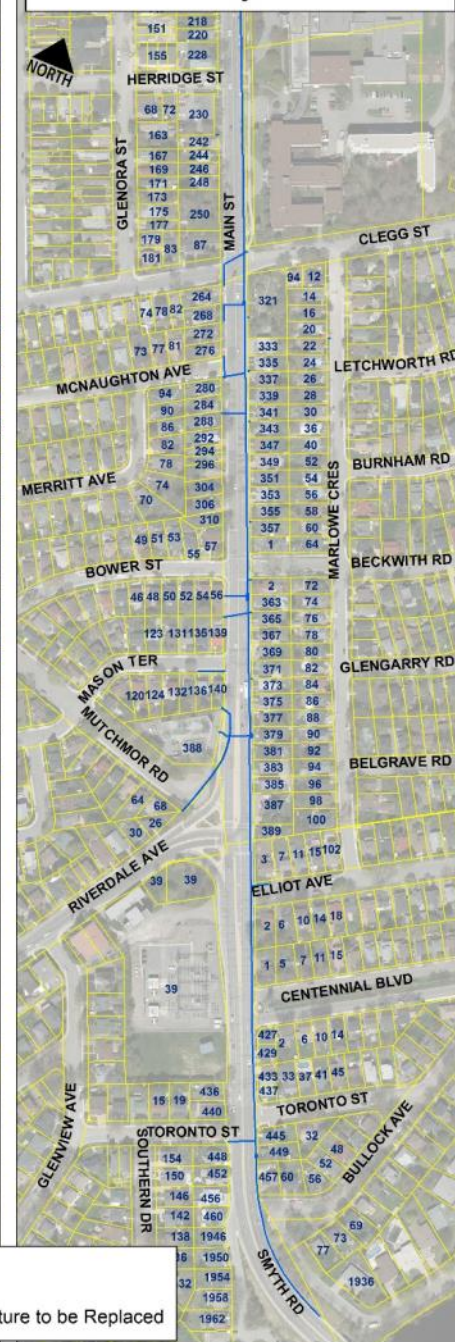 218
151
220
155 228
NORTH
HERRIDGE ST
68 72 230
163
242
GLENORA ST
167 244
169 246
171 248
173
175 250
177
MAIN ST
179 83 87
181
CLEGG ST
94 12
264
321 14
74 78 82 268
16
272
20
73 77 81 276
333 22
335 24
LETCHWORTH RD
MCNAUGHTON AVE
337 26
94 280
339 28
90 284
341 30
86 288
343 36
82 292
347 40
294
78 296
349 52
BURNHAM RD
MERRITT AVE
74 304
351 54
70 306
353 56
310
355 58
49 51 53
357 60
55 57
1 64
MARLOWE CRES
BOWER ST
BECKWITH RD
2 72
46 48 50 52 54 56
363 74
365 76
123 131 135 139
367 78
369 80
MASON TER
371 82
GLENGARRY RD
120 124 132 136 140
373 84
375 86
MUTCHMOR RD
377 88
388
379 90
381 92
383 94
BELGRAVE RD
385 96
64 68
387 98
26
100
30
389
RIVERDALE AVE
3 7 11 15 102
39 39
ELLIOT AVE
2 6 10 14 18
1 5 7 11 15
39
CENTENNIAL BLVD
427 2 6 10 14
429
433 33 37 41 45
437
15 19 436
440
TORONTO ST
GLENVIEW AVE
TORONTO ST
SOUTHERN DR
445 32
449 48
154 448
52
BULLOCK AVE
150 452
457 60 56
146 456
142 460
69
138 1946
73
77
36 1950
SMYTH RD
32 1954
1936
1958
ture to be Replaced
1962